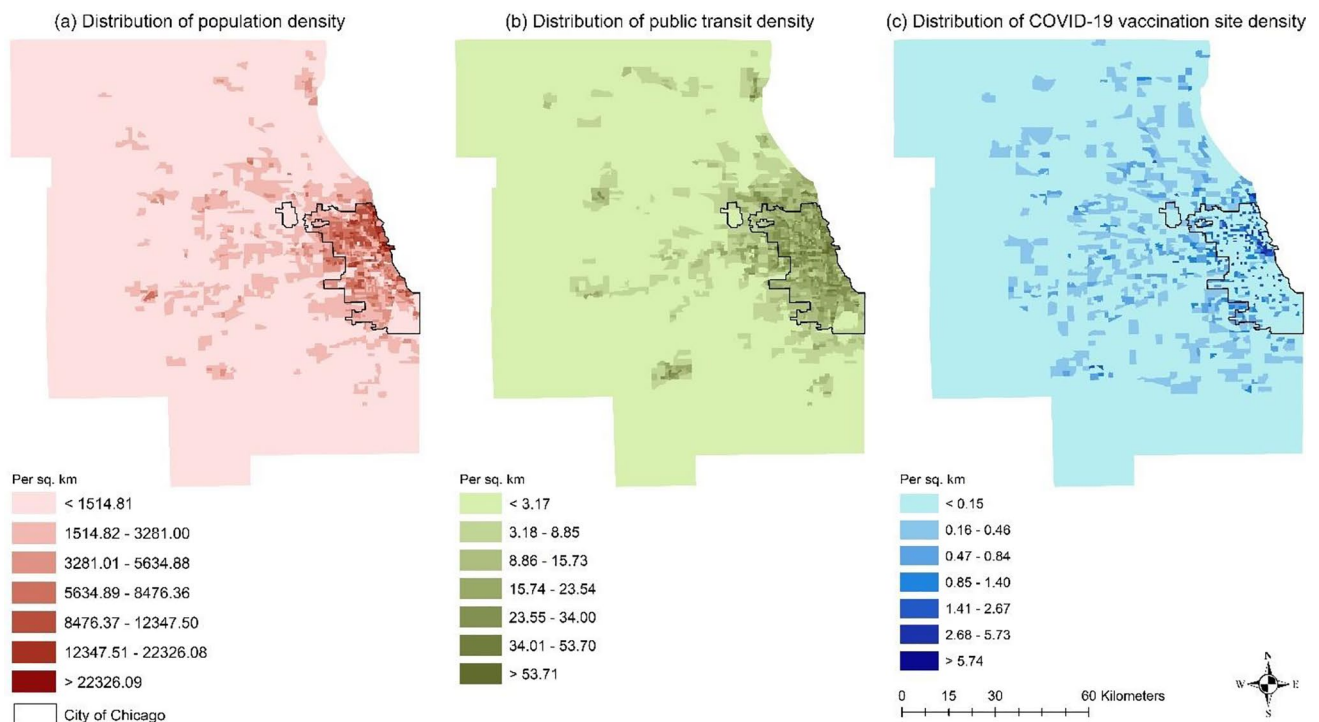 (a) Distribution of population density
(b) Distribution of public transit density
(c) Distribution of COVID-19 vaccination site density
Per sq. km
< 1514.81
1514.82 - 3281.00
3281.01 - 5634.88
5634.89 - 8476.36
8476.37 - 12347.50
12347.51 - 22326.08
> 22326.09
City of Chicago
Per sq. km
< 3.17
3.18 - 8.85
8.86 - 15.73
15.74 - 23.54
23.55 - 34.00
34.01 - 53.70
> 53.71
Per sq. km
< 0.15
0.16 - 0.46
0.47 - 0.84
0.85 - 1.40
1.41 - 2.67
2.68 - 5.73
> 5.74
0 15 30 60 Kilometers
N
W E
S